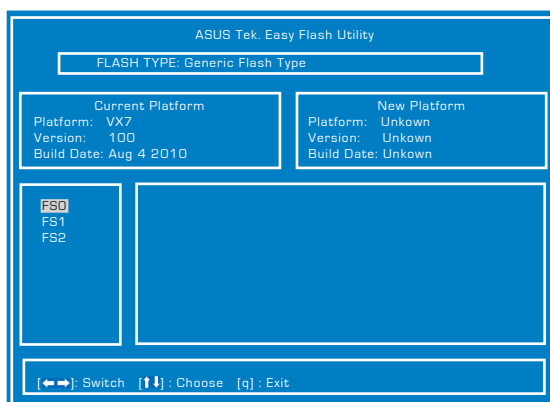 ASUS Tek. Easy Flash Utility
FLASH TYPE: Generic Flash Type
Current Platform
Platform: VX7
Version: 100
Build Date: Aug 4 2010
New Platform
Platform: Unkown
Version: Unkown
Build Date: Unkown
FS0
FS1
FS2
[←→]: Switch [↑↓] : Choose [q] : Exit